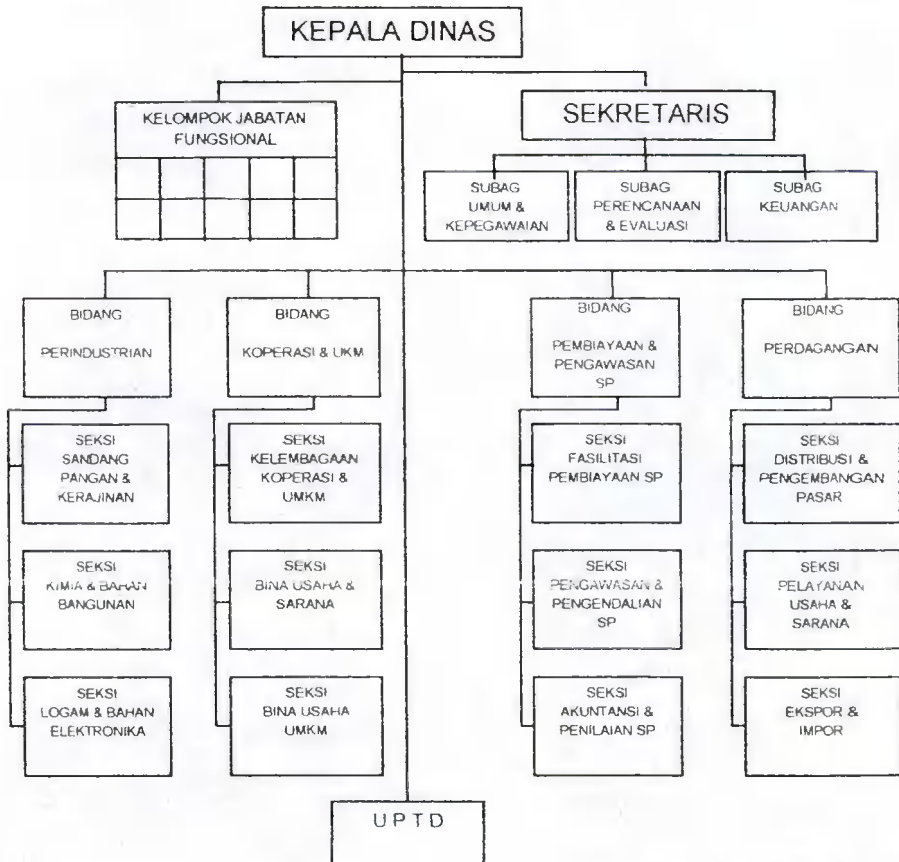 KEPALA DINAS
KELOMPOK JABATAN
FUNGSIONAL
SEKRETARIS
SUBAG
UMUM &
KEPEGAWAIAN
SUBAG
PERENCANAAN
& EVALUASI
SUBAG
KEUANGAN
BIDANG
PERINDUSTRIAN
BIDANG
KOPERASI & UKM
BIDANG
PEMBIAYAAN &
PENGAWASAN
SP
BIDANG
PERDAGANGAN
SEKSI
SANDANG
PANGAN &
KERAJINAN
SEKSI
KELEMBAGAAN
KOPERASI &
UMKM
SEKSI
FASILITASI
PEMBIAYAAN SP
SEKSI
DISTRIBUSI &
PENGEMBANGAN
PASAR
SEKSI
KIMIA & BAHAN
BANGUNAN
SEKSI
BINA USAHA &
SARANA
SEKSI
PENGAWASAN &
PENGENDALIAN
SP
SEKSI
PELAYANAN
USAHA &
SARANA
SEKSI
LOGAM & BAHAN
ELEKTRONIKA
SEKSI
BINA USAHA
UMKM
SEKSI
AKUNTANSI &
PENILAIAN SP
SEKSI
EKSPOR &
IMPOR
UPTD